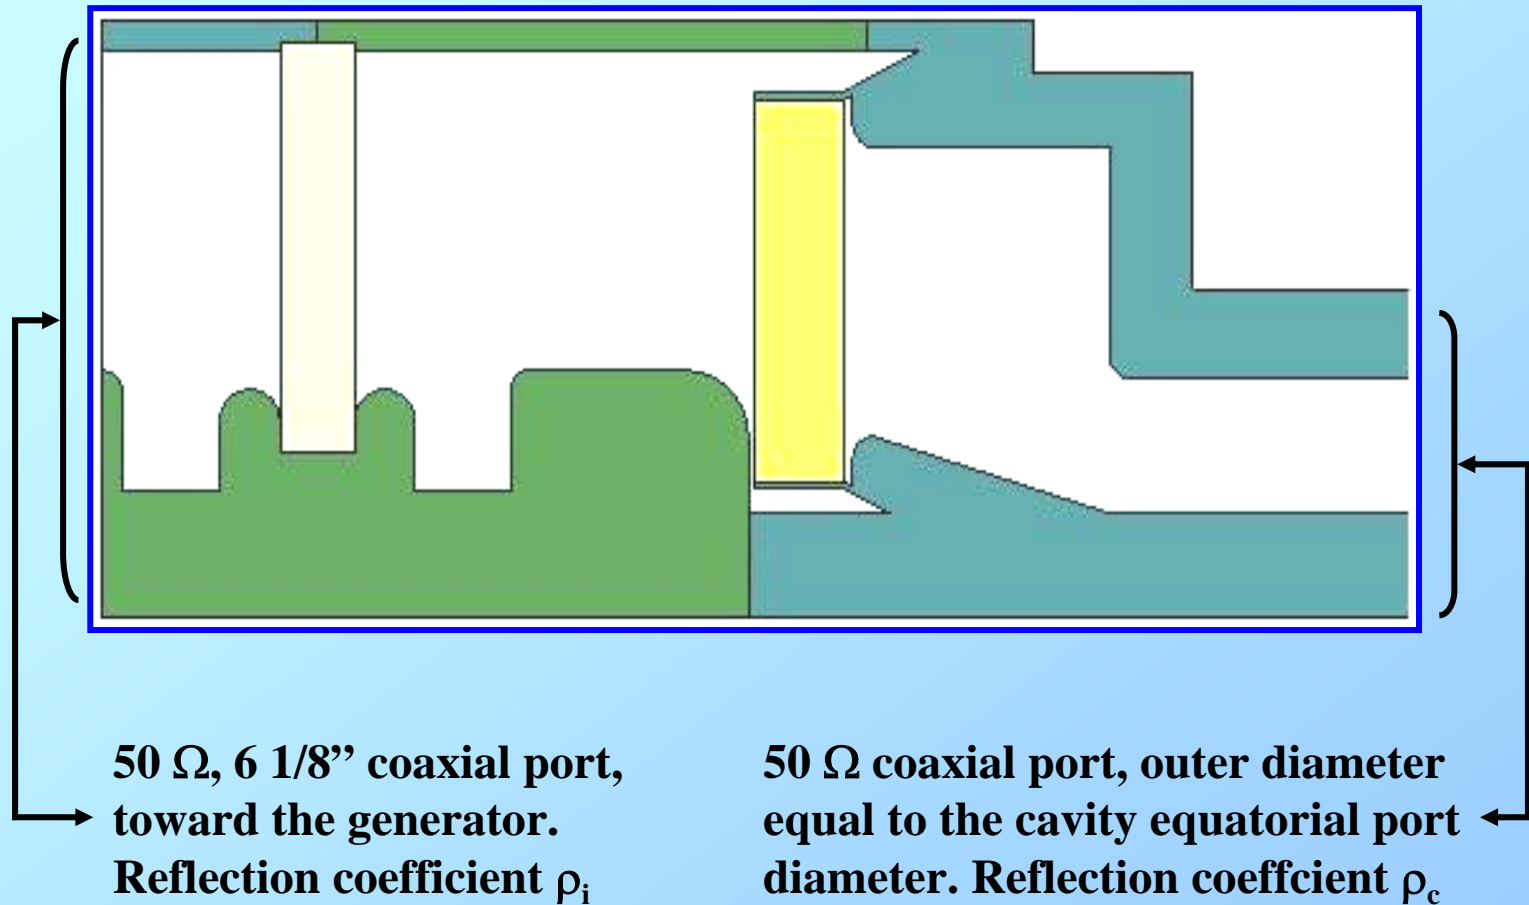 50 Ω, 6 1/8” coaxial port,
toward the generator.
Reflection coefficient ρi
50 Ω coaxial port, outer diameter
equal to the cavity equatorial port
diameter. Reflection coeffcient ρc